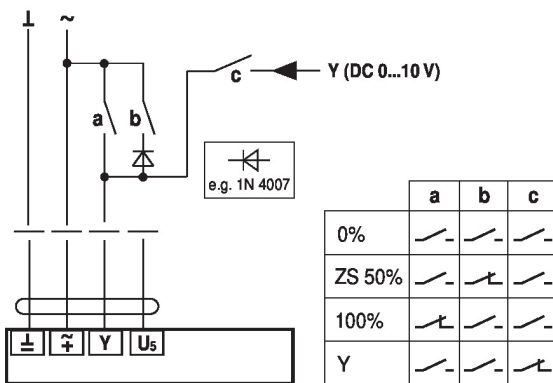 ⊥ ~
c Y (DC 0...10 V)
a b
e.g. 1N 4007
a b c
0%
ZS 50%
100%
Y
Y U5